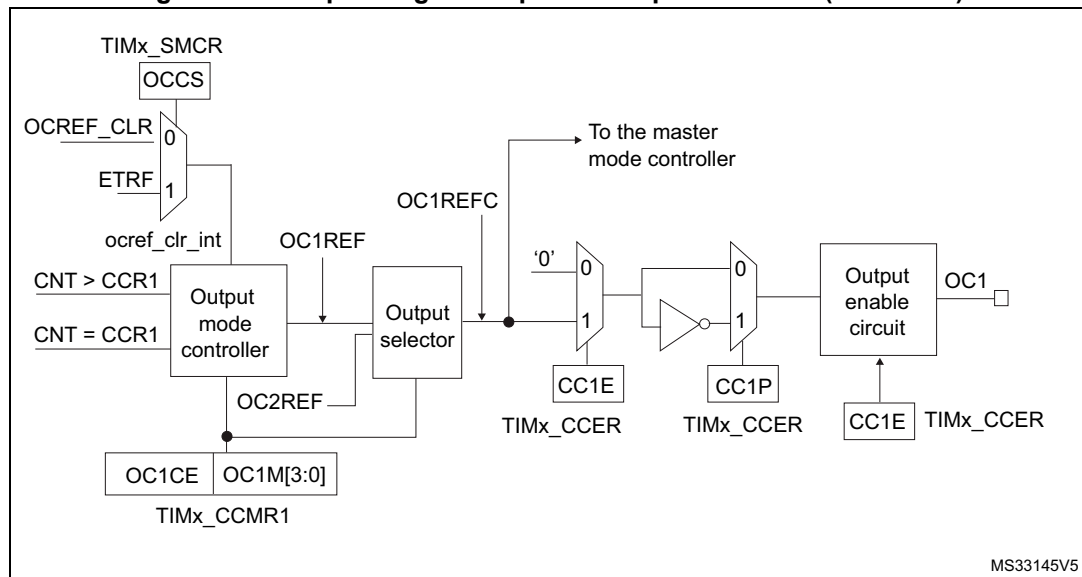 TIMx_SMCR
OCCS
OCREF_CLR
0
ETRF
1
ocref_clr_int
To the master
mode controller
OC1REFC
OC1REF
CNT > CCR1
CNT = CCR1
Output
mode
controller
Output
selector
OC2REF
'0'
0
1
CC1E
TIMx_CCER
0
1
CC1P
TIMx_CCER
Output
enable
circuit
OC1
CC1E
TIMx_CCER
OC1CE
OC1M[3:0]
TIMx_CCMR1
MS33145V5